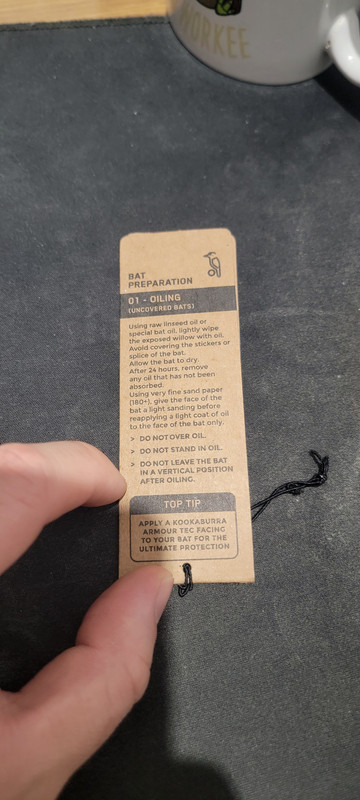 WORKEE
BAT
PREPARATION
01 - OILING
(UNCOVERED BATS)
Using raw linseed oil or
special bat oil, lightly wipe
the exposed willow with oil.
Avoid covering the stickers or
splice of the bat.
Allow the bat to dry.
After 24 hours, remove
any oil that has not been
absorbed.
Using very fine sand paper
(180+), give the face of the
bat a light sanding before
reapplying a light coat of oil
to the face of the bat only.
> DO NOT OVER OIL.
> DO NOT STAND IN OIL.
> DO NOT LEAVE THE BAT
IN A VERTICAL POSITION
AFTER OILING.
TOP TIP
APPLY A KOOKABURRA
ARMOUR TEC FACING
TO YOUR BAT FOR THE
ULTIMATE PROTECTION